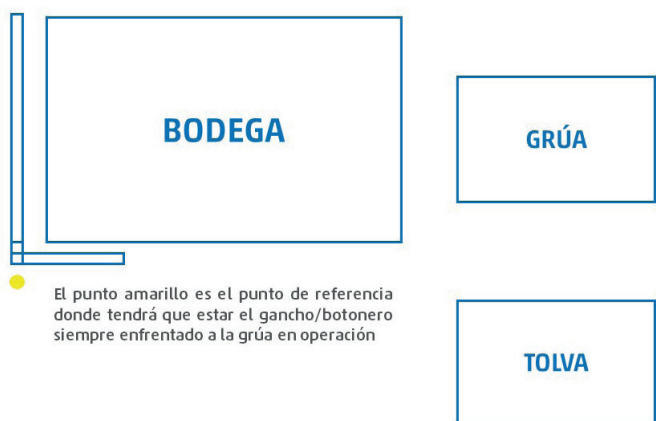 BODEGA
GRÚA
El punto amarillo es el punto de referencia
donde tendrá que estar el gancho/botonero
siempre enfrentado a la grúa en operación
TOLVA